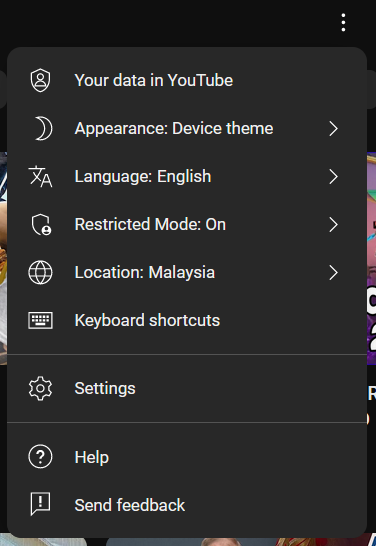 Your data in YouTube
Appearance: Device theme
Language: English
Restricted Mode: On
Location: Malaysia
Keyboard shortcuts
Settings
Help
Send feedback